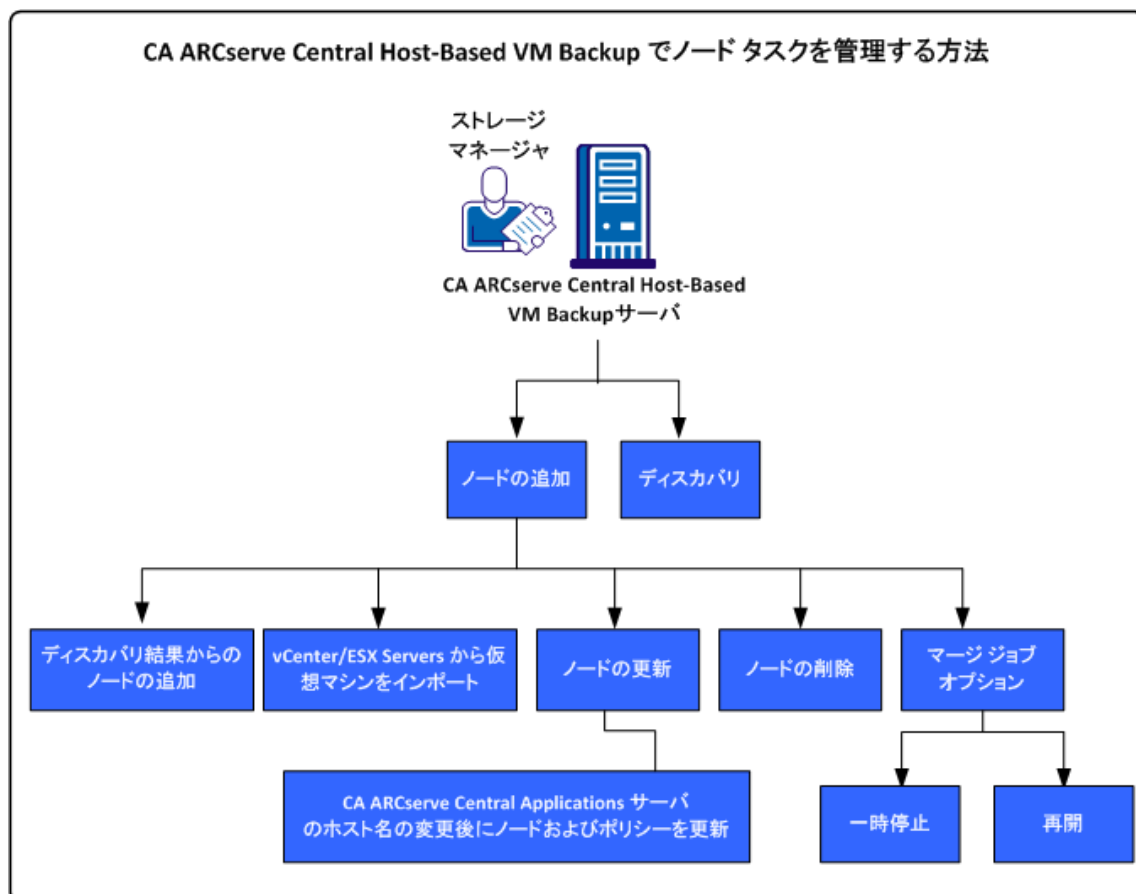 CA ARCserve Central Host-Based VM Backup でノード タスクを管理する方法
ストレージ
マネージャ
CA ARCserve Central Host-Based
VM Backupサーバ
ノードの追加
ディスカバリ
ディスカバリ結果からの
ノードの追加
vCenter/ESX Servers から仮
想マシンをインポート
ノードの更新
ノードの削除
マージ ジョブ
オプション
CA ARCserve Central Applications サーバ
のホスト名の変更後にノードおよびポリシーを更新
一時停止
再開